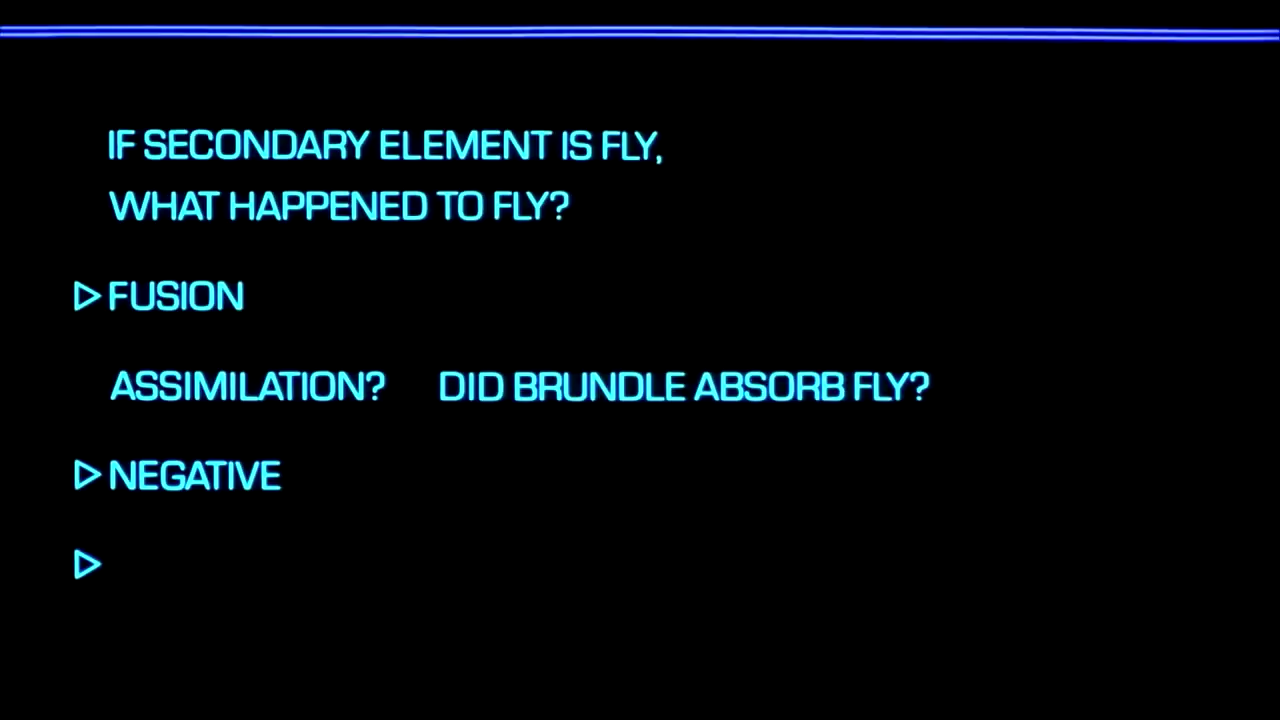 IF SECONDARY ELEMENT IS FLY,
WHAT HAPPENED TO FLY?
FUSION
ASSIMILATION? DID BRUNDLE ABSORB FLY?
NEGATIVE